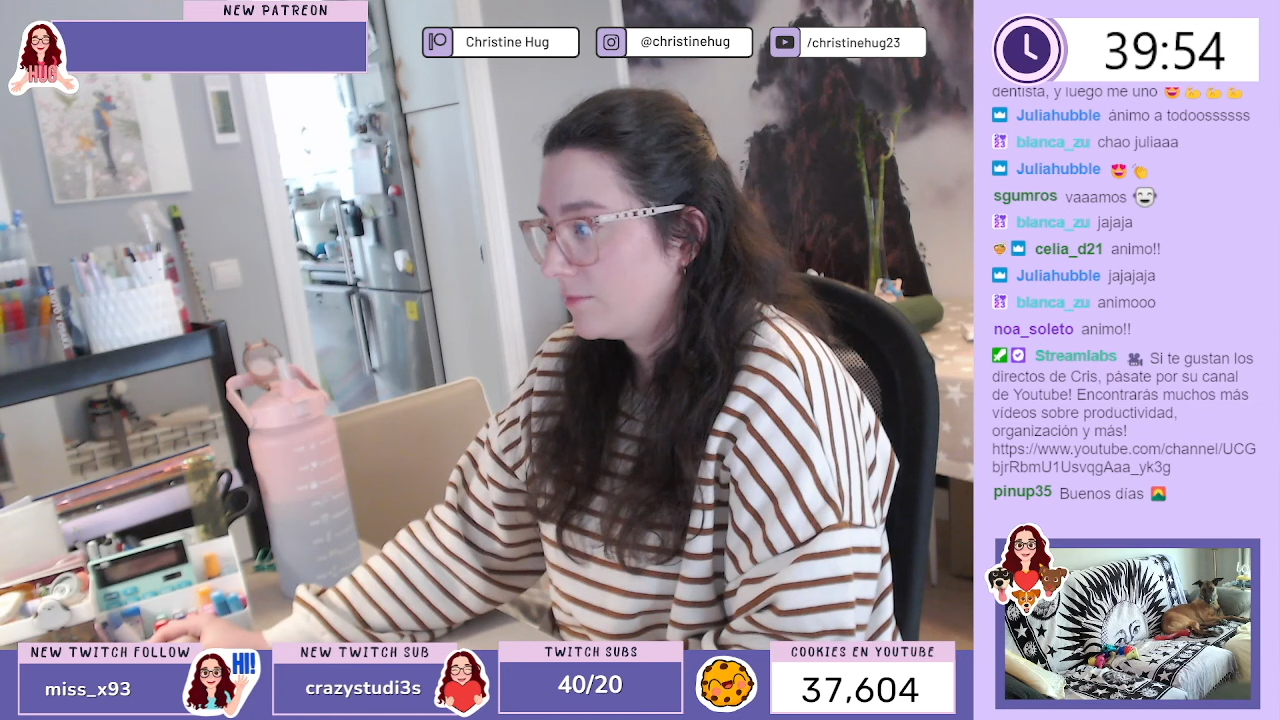 NEW PATREON
HUG
Christine Hug
@christinehug
/christinehug23
39:54
dentista, y luego me uno 😍 💪 💪 💪
Juliahubble ánimo a todoossssss
blanca_zu chao juliaaa
Juliahubble 😍 👏
sgumros vaaamos
blanca_zu jajaja
celia_d21 animo!!
Juliahubble jajajaja
blanca_zu animooo
noa_soleto animo!!
Streamlabs 🎥 Si te gustan los
directos de Cris, pásate por su canal
de Youtube! Encontrarás muchos más
vídeos sobre productividad,
organización y más!
https://www.youtube.com/channel/UCG
bjrRbmU1UsvqgAaa_yk3g
pinup35 Buenos días
NEW TWITCH FOLLOW
miss_x93
HI!
NEW TWITCH SUB
crazystudi3s
TWITCH SUBS
40/20
COOKIES EN YOUTUBE
37,604